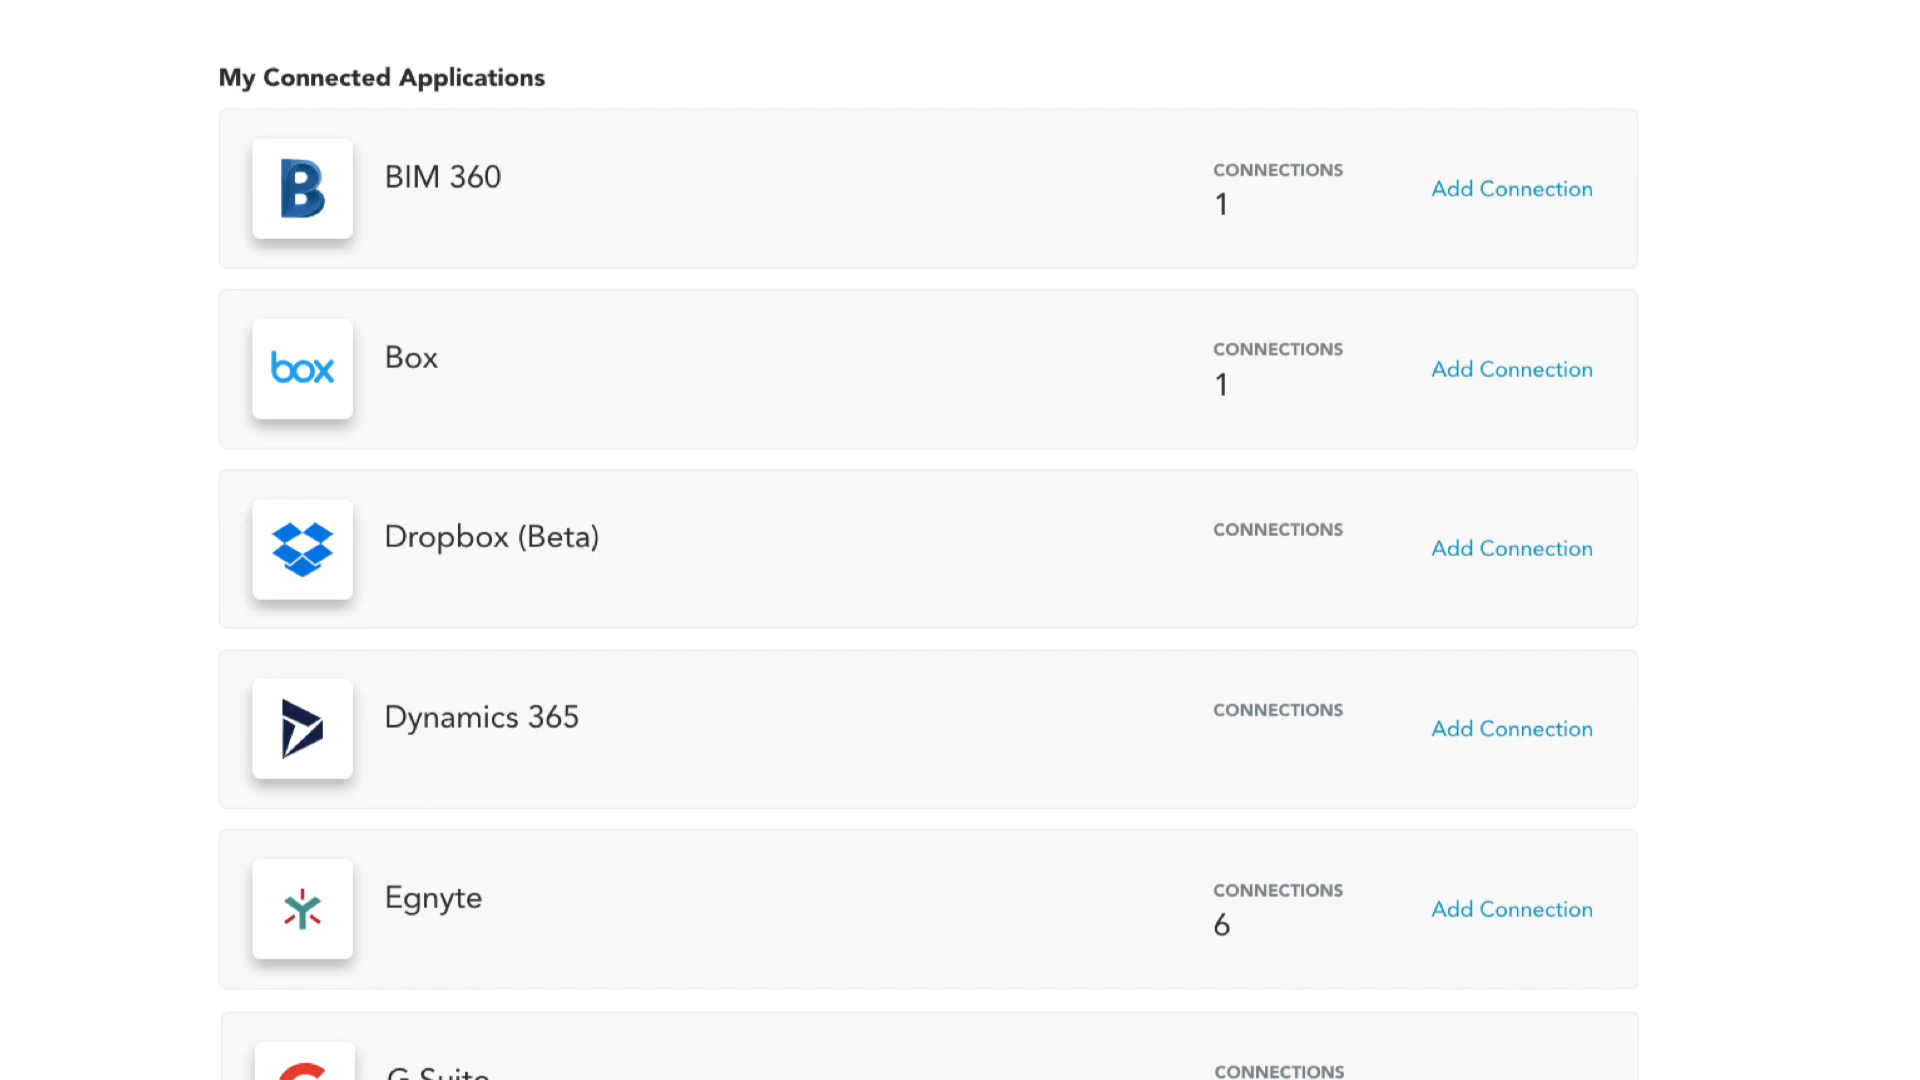 My Connected Applications
BIM 360
CONNECTIONS
1
Add Connection
box
Box
CONNECTIONS
1
Add Connection
Dropbox (Beta)
CONNECTIONS
Add Connection
Dynamics 365
CONNECTIONS
Add Connection
Egnyte
CONNECTIONS
6
Add Connection
G Suite
CONNECTIONS